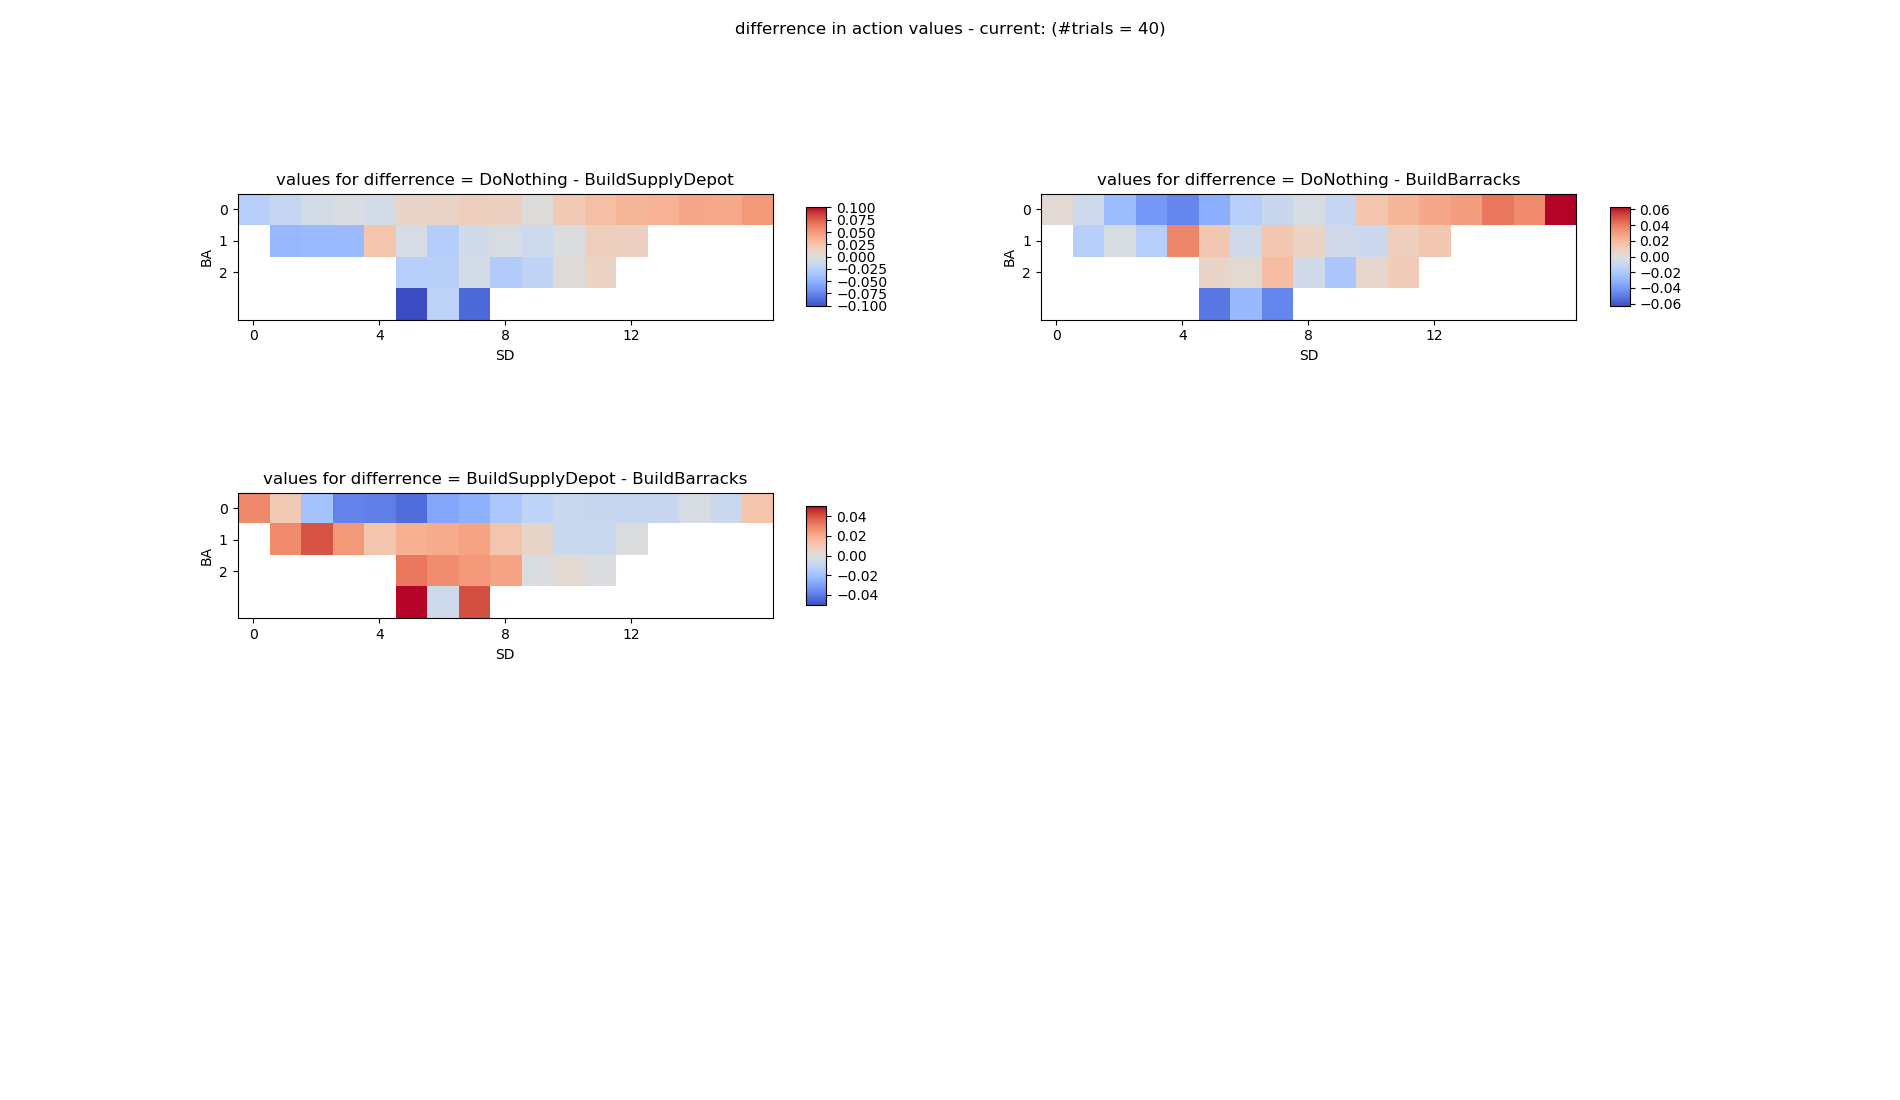 differrence in action values - current: (#trials = 40)
values for differrence = DoNothing - BuildSupplyDepot
0
1
2
BA
0 4 8 12
SD
0.100
0.075
0.050
0.025
0.000
−0.025
−0.050
−0.075
−0.100
values for differrence = DoNothing - BuildBarracks
0
1
2
BA
0 4 8 12
SD
0.06
0.04
0.02
0.00
−0.02
−0.04
−0.06
values for differrence = BuildSupplyDepot - BuildBarracks
0
1
2
BA
0 4 8 12
SD
0.04
0.02
0.00
−0.02
−0.04